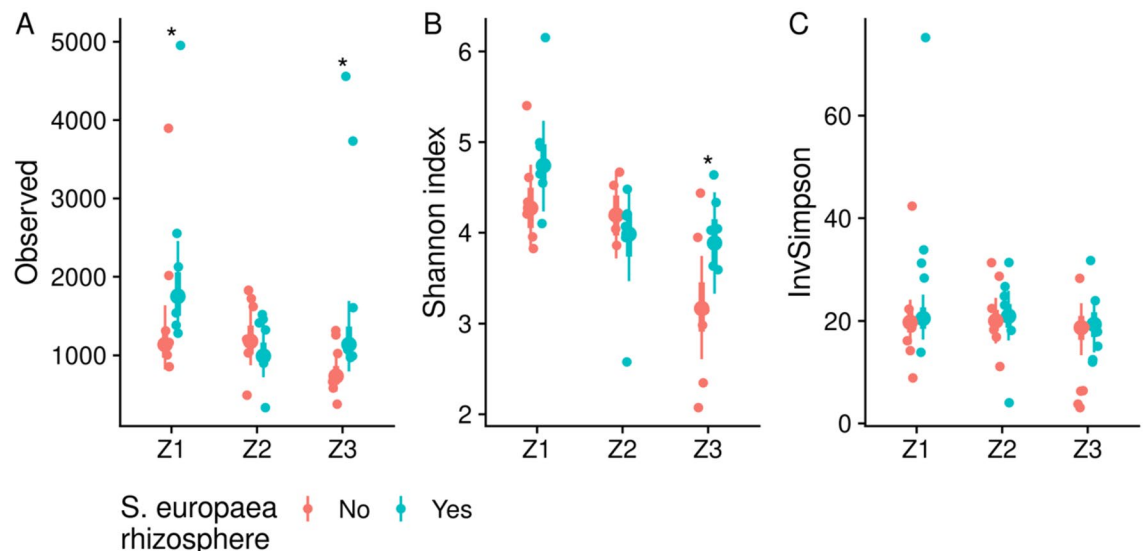 A
Observed
5000
4000
3000
2000
1000
*
*
Z1 Z2 Z3
B
Shannon index
6
5
4
3
2
*
Z1 Z2 Z3
C
InvSimpson
60
40
20
0
Z1 Z2 Z3
S. europaea
rhizosphere
No Yes